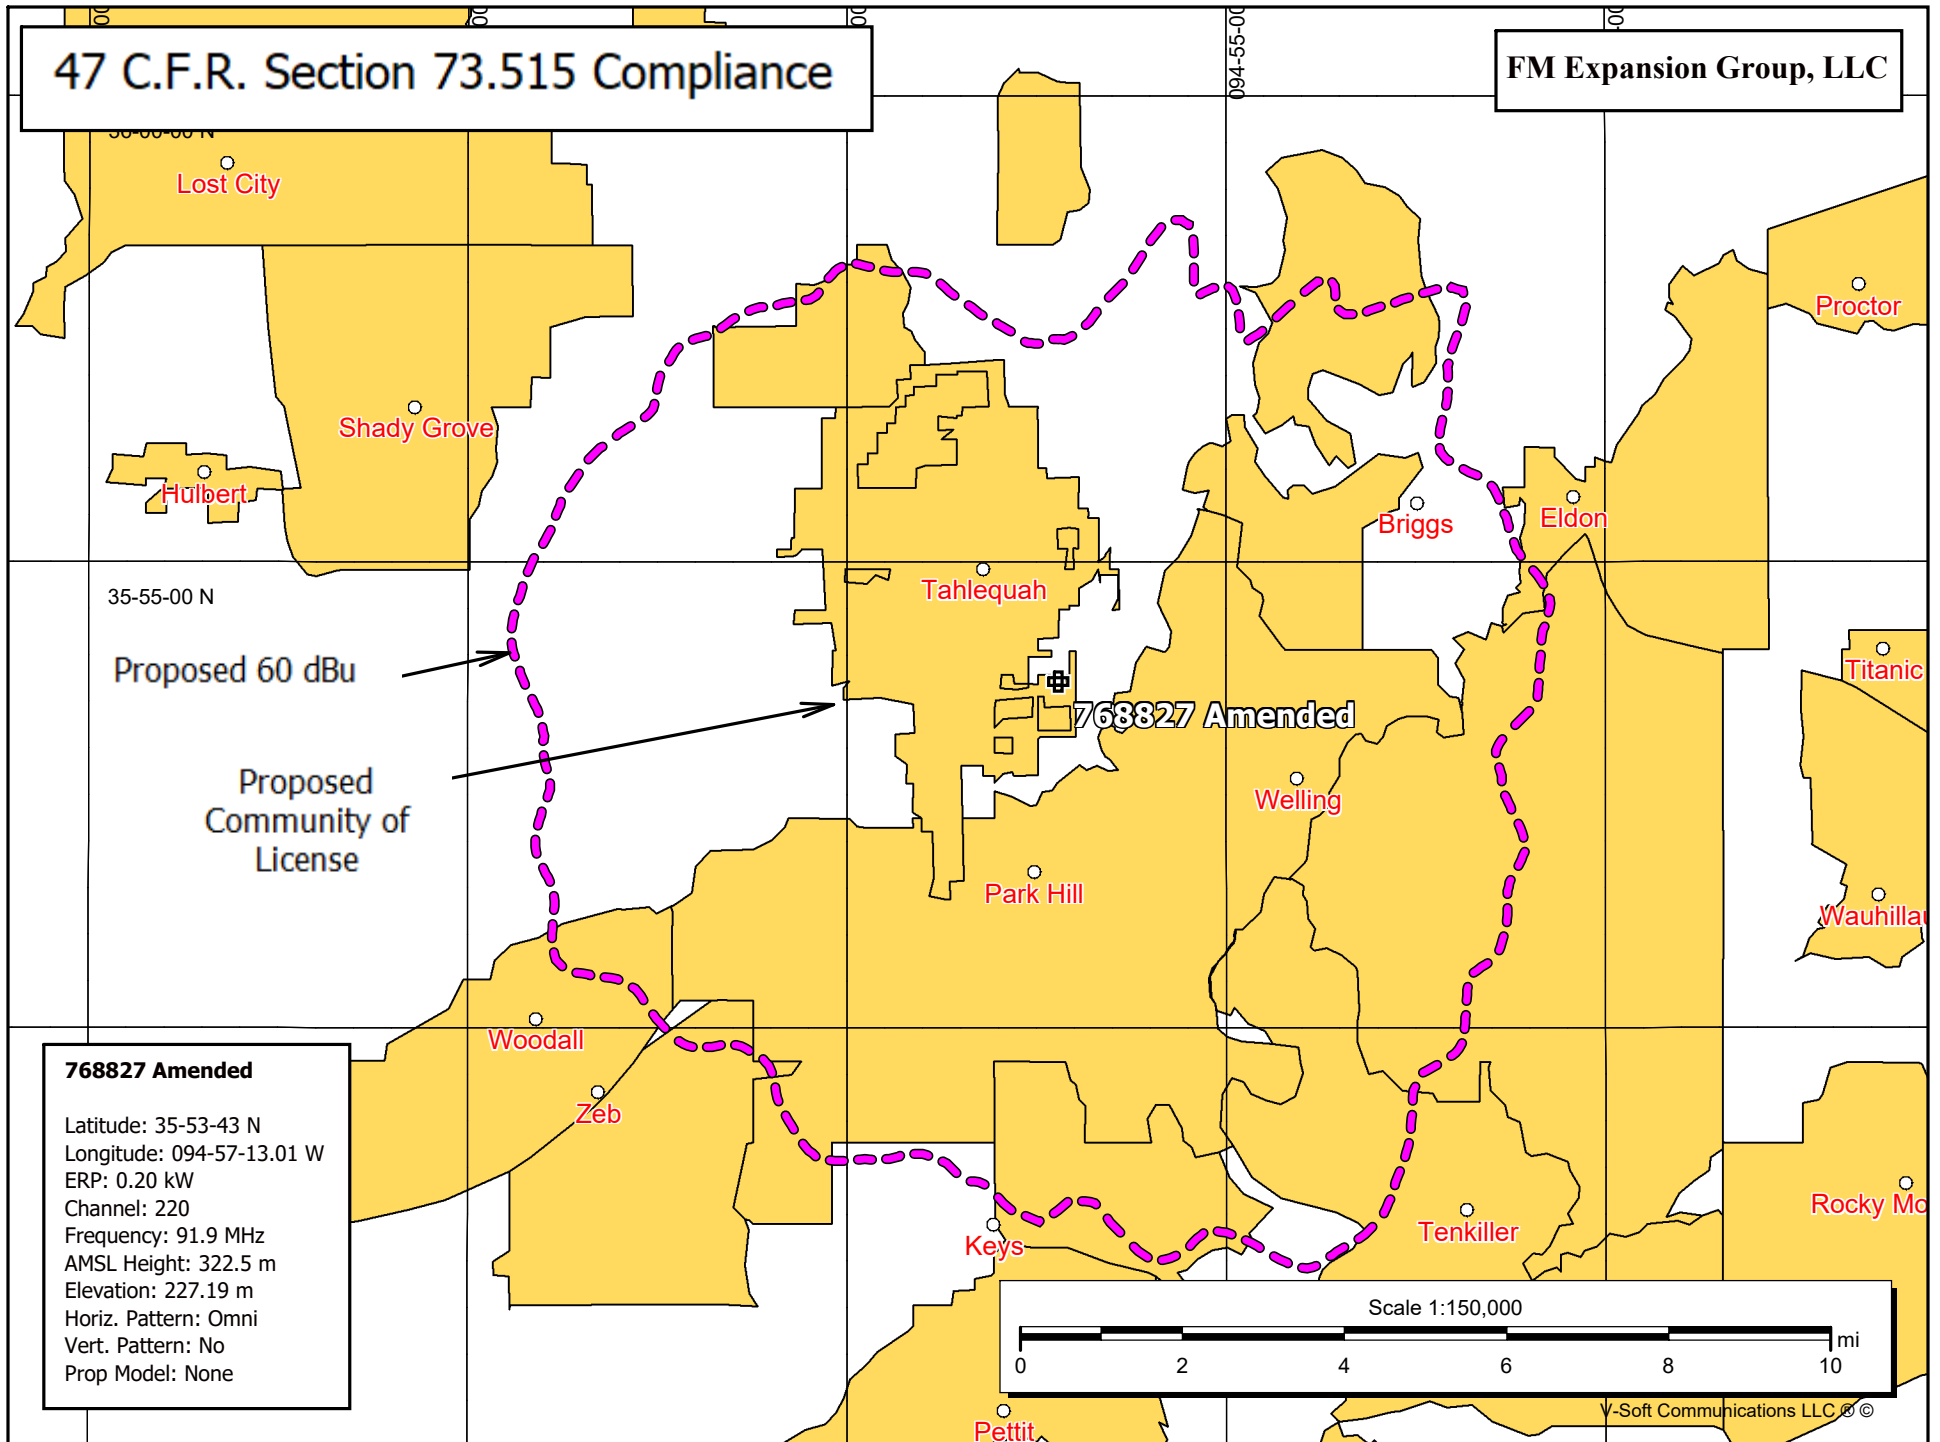 47 C.F.R. Section 73.515 Compliance
FM Expansion Group, LLC
094-55-00
Lost City
Proctor
Shady Grove
Hulbert
Briggs
Eldon
35-55-00 N
Tahlequah
Proposed 60 dBu
Titanic
768827 Amended
Proposed
Community of
License
Welling
Park Hill
Wauhillau
Woodall
Zeb
Keys
Tenkiller
Rocky Mo
Pettit
768827 Amended
Latitude: 35-53-43 N
Longitude: 094-57-13.01 W
ERP: 0.20 kW
Channel: 220
Frequency: 91.9 MHz
AMSL Height: 322.5 m
Elevation: 227.19 m
Horiz. Pattern: Omni
Vert. Pattern: No
Prop Model: None
Scale 1:150,000
mi
0 2 4 6 8 10
V-Soft Communications LLC ® ©